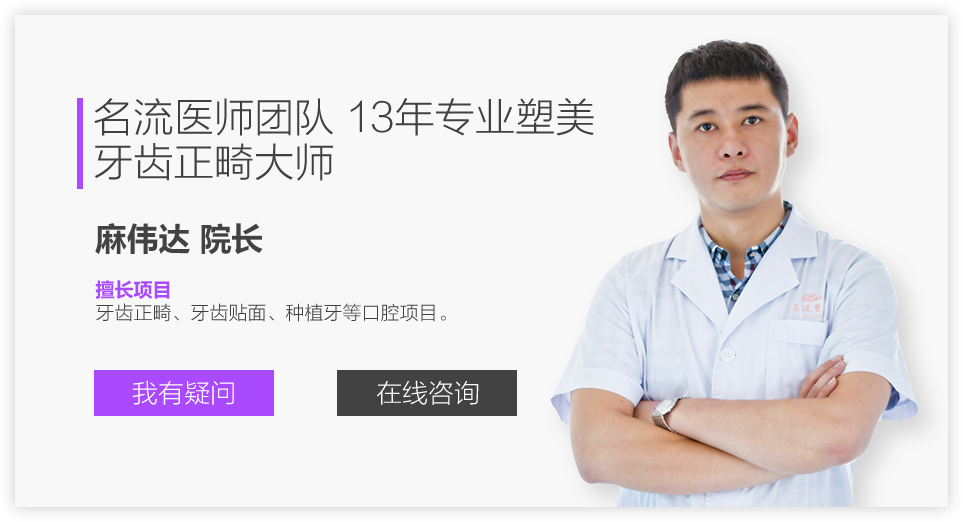 名流医师团队 13年专业塑美
牙齿正畸大师
麻伟达 院长
擅长项目
牙齿正畸、牙齿贴面、种植牙等口腔项目。
我有疑问
在线咨询